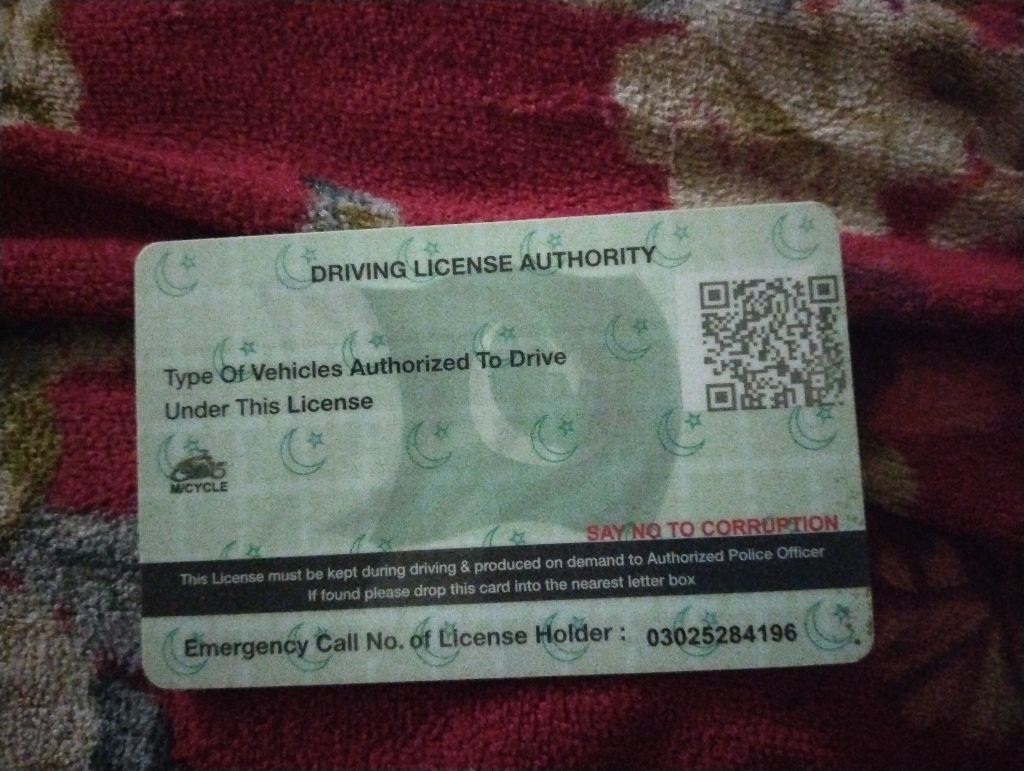 DRIVING LICENSE AUTHORITY
Type Of Vehicles Authorized To Drive
Under This License
M/CYCLE
SAY NO TO CORRUPTION
This License must be kept during driving & produced on demand to Authorized Police Officer
If found please drop this card into the nearest letter box
Emergency Call No. of License Holder : 03025284196